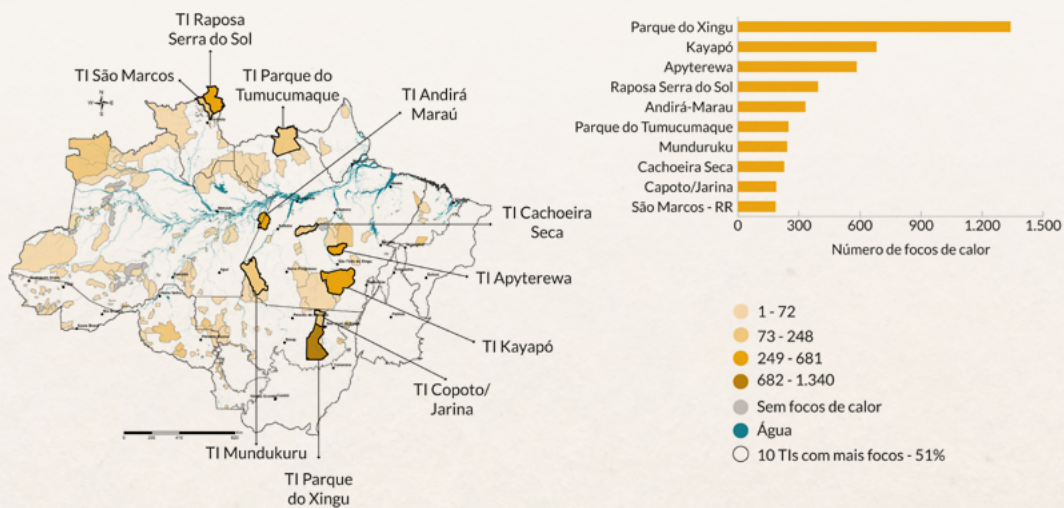 TI Raposa
Serra do Sol
TI São Marcos
TI Parque do
Tumucumaque
TI Andirá
Maraú
TI Cachoeira
Seca
TI Apyterewa
TI Kayapó
TI Copoto/
Jarina
TI Mundukuru
TI Parque
do Xingu
N
W
E
S
0
Parque do Xingu
Kayapó
Apyterewa
Raposa Serra do Sol
Andirá-Marau
Parque do Tumucumaque
Munduruku
Cachoeira Seca
Capoto/Jarina
São Marcos - RR
0 300 600 900 1.200 1.500
Número de focos de calor
1 - 72
73 - 248
249 - 681
682 - 1.340
Sem focos de calor
Água
10 TIs com mais focos - 51%